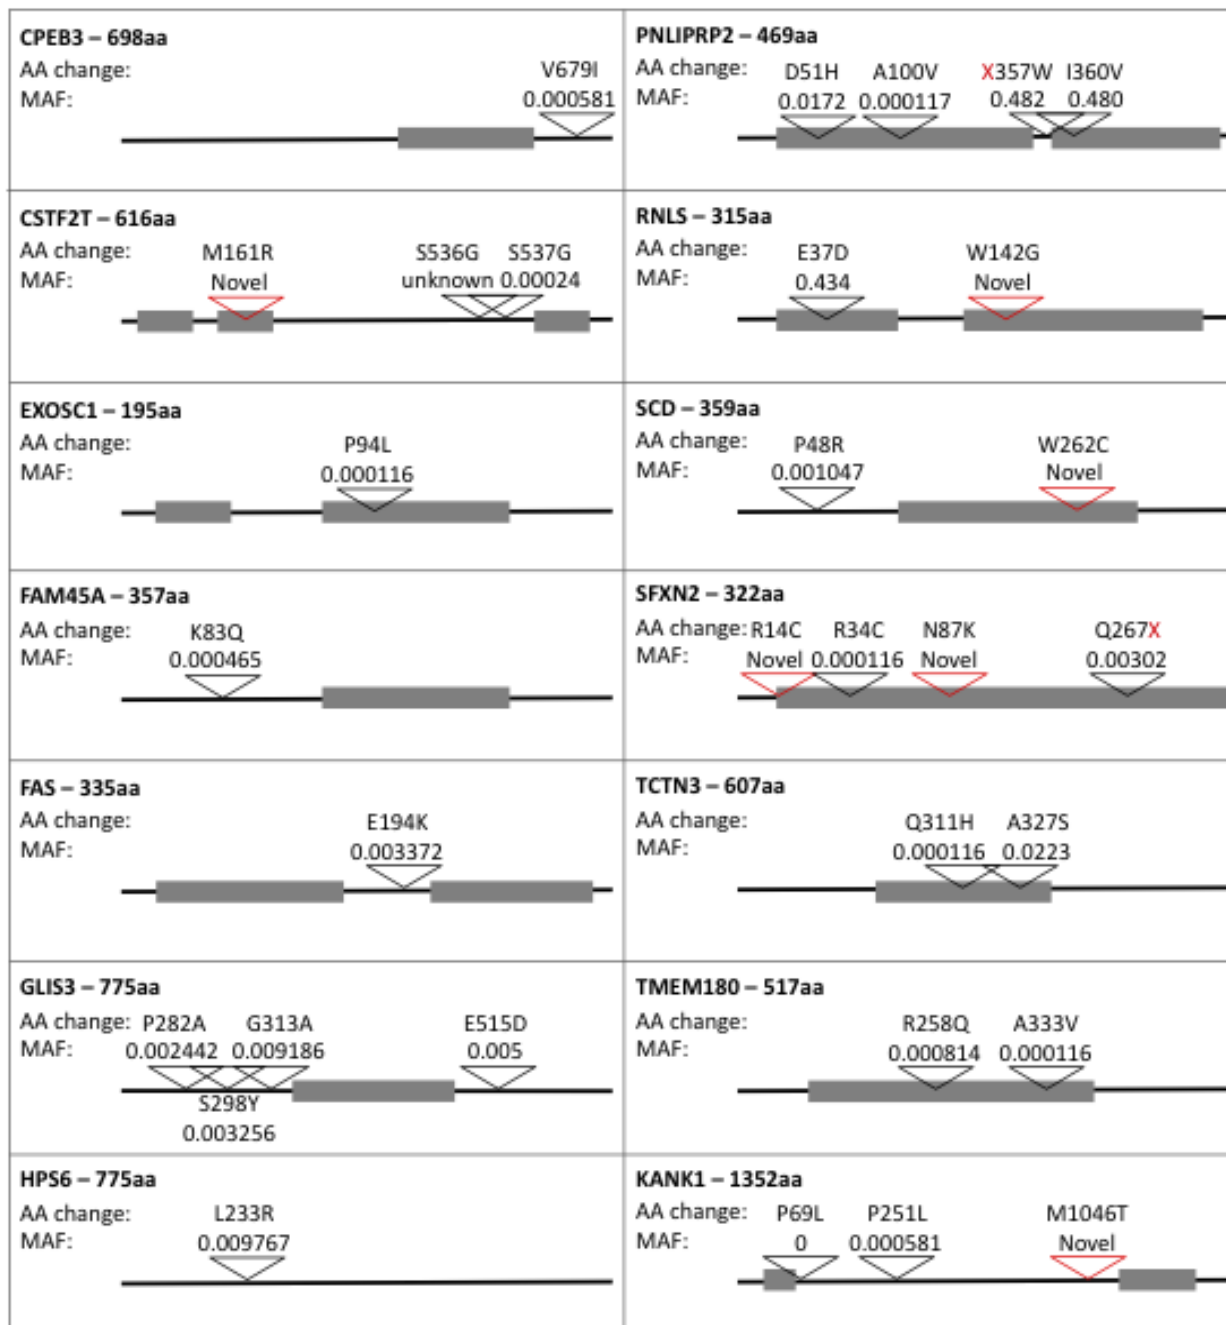 CPEB3 – 698aa
AA change:
V679I
MAF:
0.000581
PNLIPRP2 – 469aa
AA change:
D51H A100V X357W I360V
MAF:
0.0172 0.000117 0.482 0.480
CSTF2T – 616aa
AA change:
M161R S536G S537G
MAF:
Novel unknown 0.00024
RNLS – 315aa
AA change:
E37D W142G
MAF:
0.434 Novel
EXOSC1 – 195aa
AA change:
P94L
MAF:
0.000116
SCD – 359aa
AA change:
P48R W262C
MAF:
0.001047 Novel
FAM45A – 357aa
AA change:
K83Q
MAF:
0.000465
SFXN2 – 322aa
AA change: R14C R34C N87K Q267X
MAF:
Novel 0.000116 Novel 0.00302
FAS – 335aa
AA change:
E194K
MAF:
0.003372
TCTN3 – 607aa
AA change:
Q311H A327S
MAF:
0.000116 0.0223
GLIS3 – 775aa
AA change: P282A G313A E515D
MAF:
0.002442 0.009186 0.005
S298Y
0.003256
TMEM180 – 517aa
AA change:
R258Q A333V
MAF:
0.000814 0.000116
HPS6 – 775aa
AA change:
L233R
MAF:
0.009767
KANK1 – 1352aa
AA change: P69L P251L M1046T
MAF:
0 0.000581 Novel